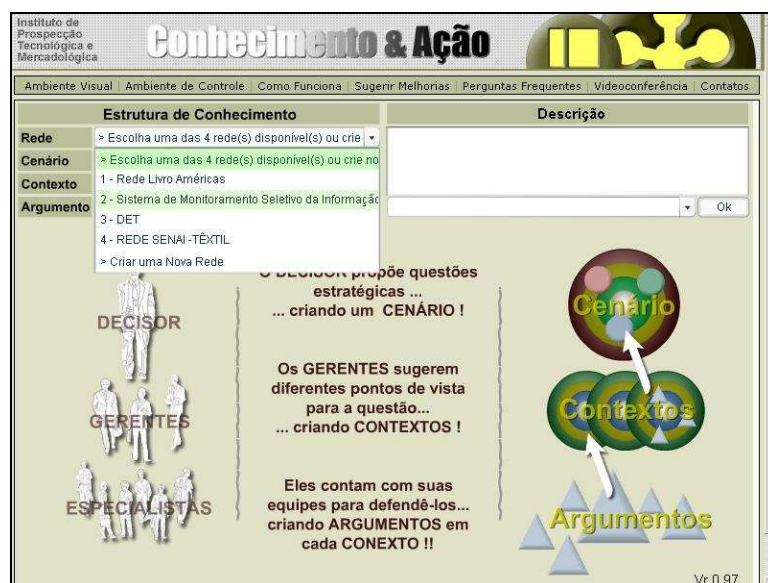 Instituto de
Prospecção
Tecnológica e
Mercadológica
Conhecimento & Ação
Ambiente Visual | Ambiente de Controle | Como Funciona | Sugerir Melhorias | Perguntas Frequentes | Videoconferência | Contatos
Estrutura de Conhecimento
Descrição
Rede
> Escolha uma das 4 rede(s) disponível(s) ou crie
Cenário
> Escolha uma das 4 rede(s) disponível(s) ou crie no
Contexto
1 - Rede Livro Américas
Argumento
2 - Sistema de Monitoramento Seletivo da Informaçã
Ok
3 - DET
4 - REDE SENAI -TÊXTIL
> Criar uma Nova Rede
O DECISOR propõe questões
estratégicas ...
... criando um CENÁRIO !
DECISOR
Cenário
Os GERENTES sugerem
diferentes pontos de vista
para a questão...
... criando CONTEXTOS !
GERENTES
Contextos
Eles contam com suas
equipes para defendê-los...
criando ARGUMENTOS em
cada CONEXTO !!
ESPECIALISTAS
Argumentos
Vr 0.97